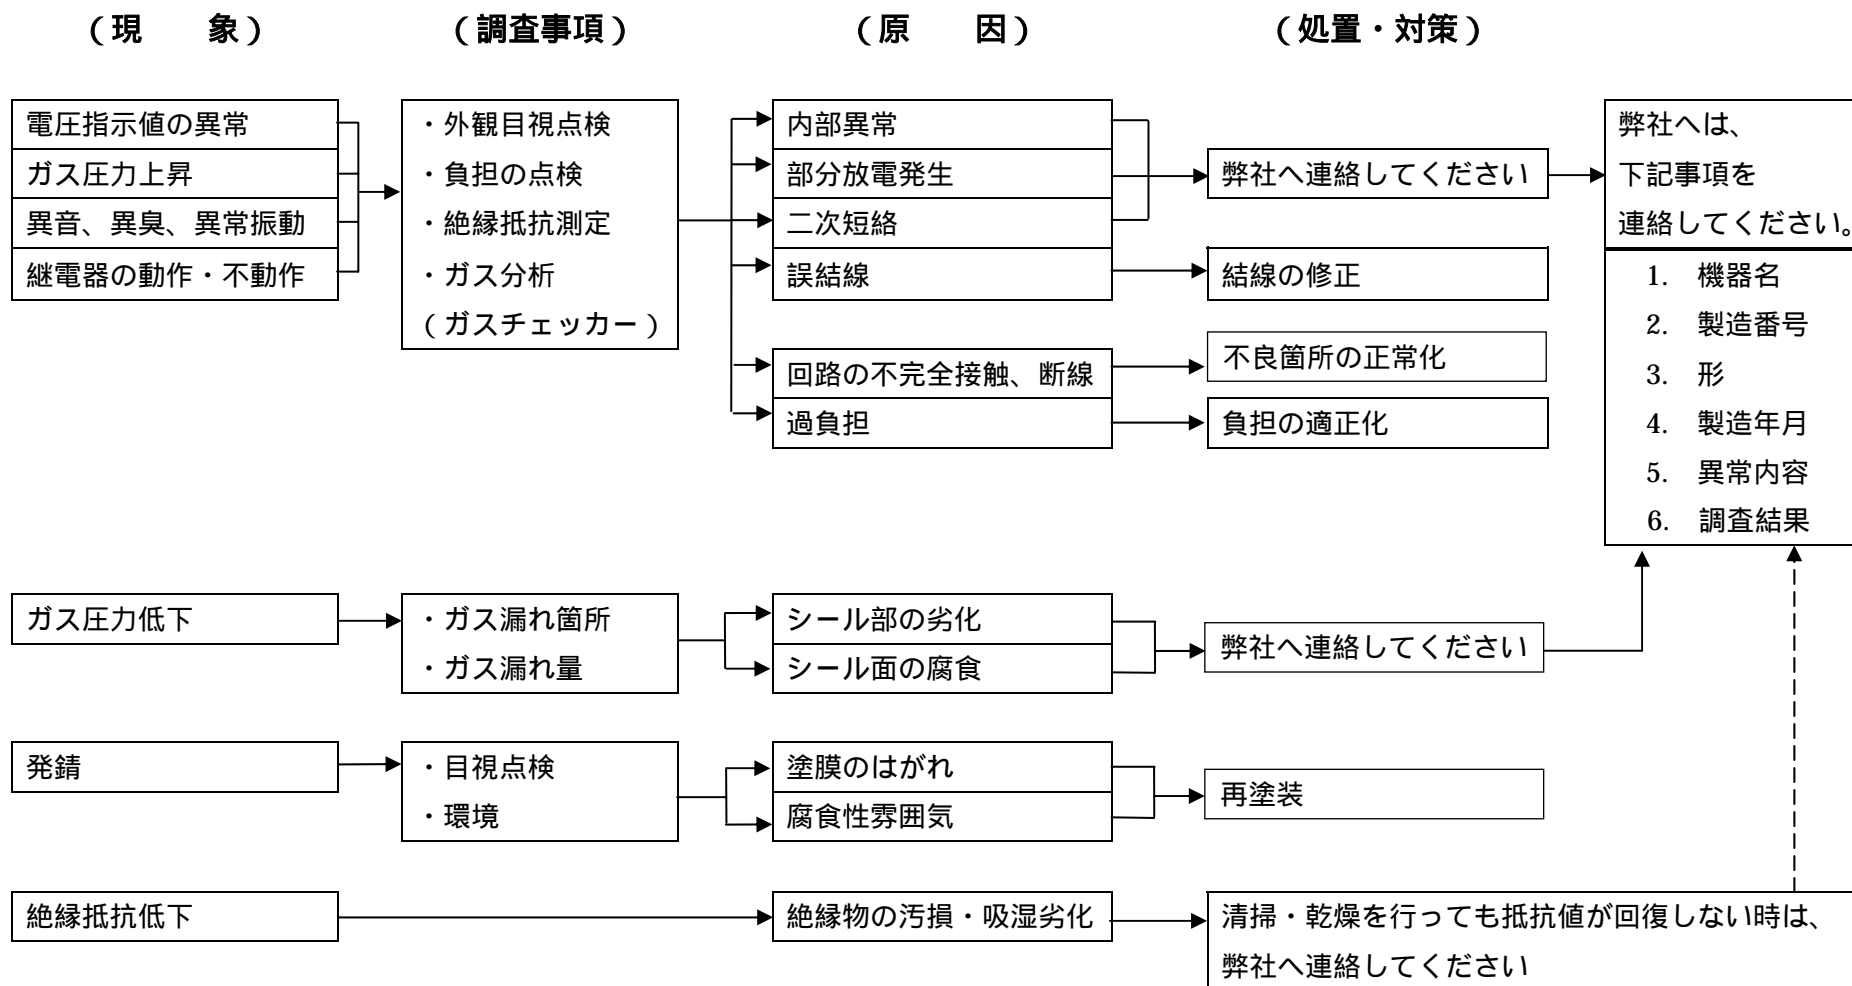 （現　　象）　（調査事項）　（原　　因）　（処置・対策）
電圧指示値の異常
ガス圧力上昇
異音、異臭、異常振動
継電器の動作・不動作
・外観目視点検
・負担の点検
・絶縁抵抗測定
・ガス分析
（ガスチェッカー）
内部異常
部分放電発生
二次短絡
誤結線
回路の不完全接触、断線
過負担
弊社へ連絡してください
結線の修正
不良箇所の正常化
負担の適正化
弊社へは、
下記事項を
連絡してください。
1.　機器名
2.　製造番号
3.　形
4.　製造年月
5.　異常内容
6.　調査結果
ガス圧力低下
・ガス漏れ箇所
・ガス漏れ量
シール部の劣化
シール面の腐食
弊社へ連絡してください
発錆
・目視点検
・環境
塗膜のはがれ
腐食性雰囲気
再塗装
絶縁抵抗低下
絶縁物の汚損・吸湿劣化
清掃・乾燥を行っても抵抗値が回復しない時は、
弊社へ連絡してください